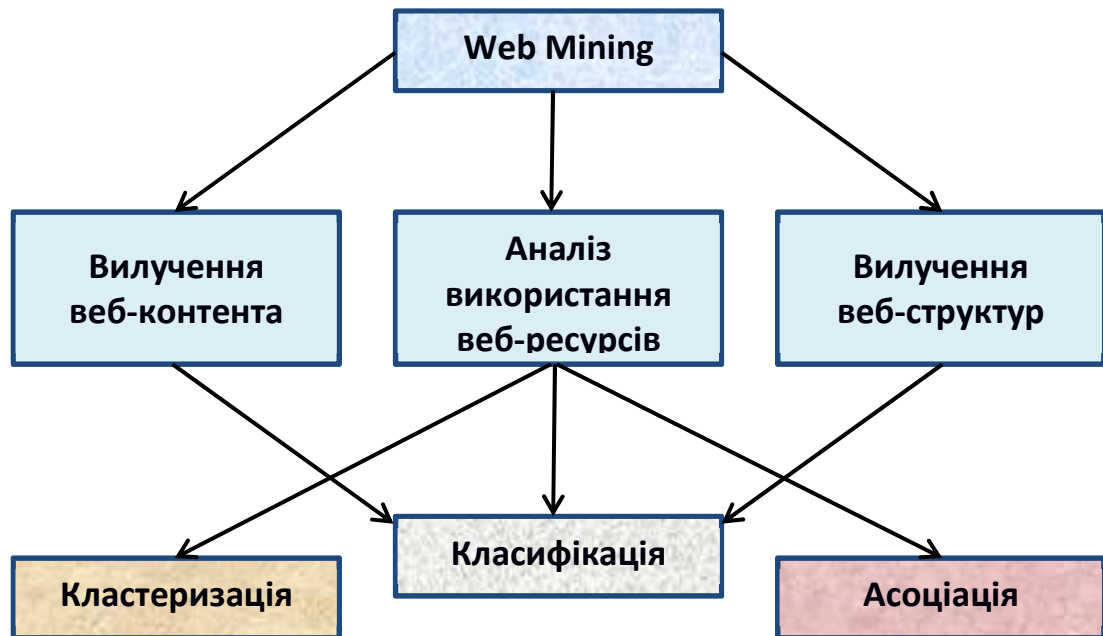 Web Mining
Вилучення
веб-контента
Аналіз
використання
веб-ресурсів
Вилучення
веб-структур
Класифікація
Кластеризація
Асоціація